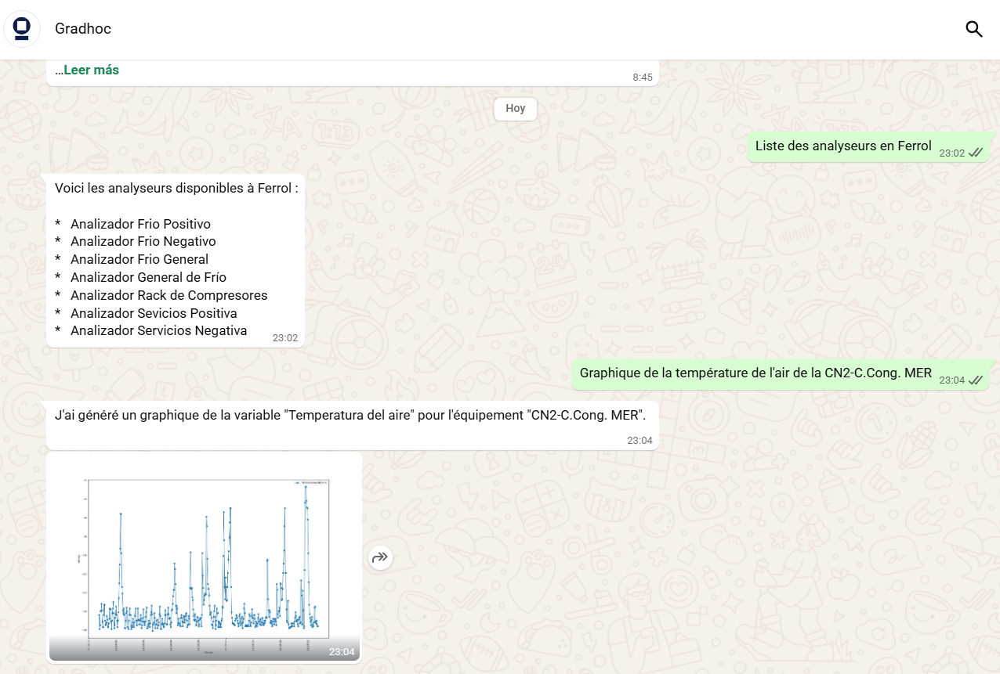 Gradhoc
...Leer más
8:45
Hoy
Liste des analyseurs en Ferrol
23:02
Voici les analyseurs disponibles à Ferrol :
* Analizador Frio Positivo
* Analizador Frio Negativo
* Analizador Frio General
* Analizador General de Frío
* Analizador Rack de Compresores
* Analizador Sevicios Positiva
* Analizador Servicios Negativa
23:02
Graphique de la température de l'air de la CN2-C.Cong. MER
23:04
J'ai généré un graphique de la variable "Temperatura del aire" pour l'équipement "CN2-C.Cong. MER".
23:04
23:04